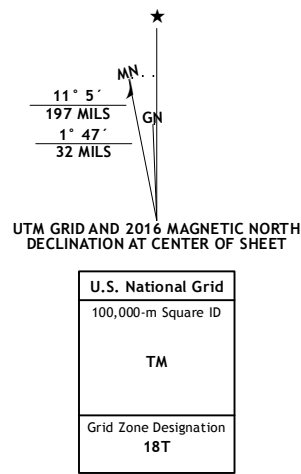 ★
MN
11° 5´
197 MILS
GN
1° 47´
32 MILS
UTM GRID AND 2016 MAGNETIC NORTH
DECLINATION AT CENTER OF SHEET
U.S. National Grid
100,000-m Square ID
TM
Grid Zone Designation
18T